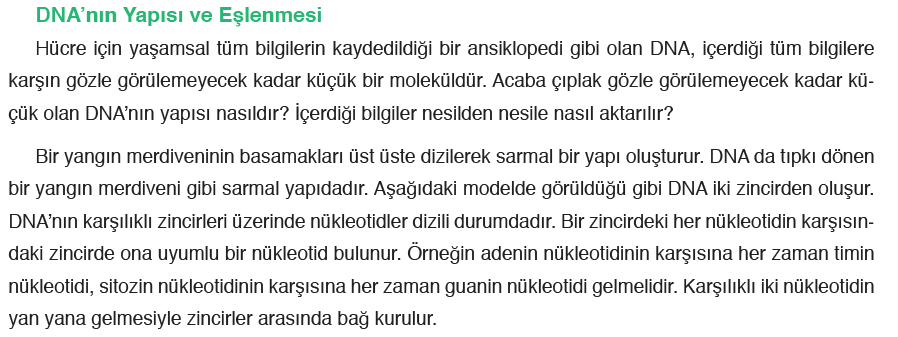 DNA’nın Yapısı ve Eşlenmesi
Hücre için yaşamsal tüm bilgilerin kaydedildiği bir ansiklopedi gibi olan DNA, içerdiği tüm bilgilere
karşın gözle görülemeyecek kadar küçük bir moleküldür. Acaba çıplak gözle görülemeyecek kadar kü-
çük olan DNA’nın yapısı nasıldır? İçerdiği bilgiler nesilden nesile nasıl aktarılır?
Bir yangın merdiveninin basamakları üst üste dizilerek sarmal bir yapı oluşturur. DNA da tıpkı dönen
bir yangın merdiveni gibi sarmal yapıdadır. Aşağıdaki modelde görüldüğü gibi DNA iki zincirden oluşur.
DNA’nın karşılıklı zincirleri üzerinde nükleotidler dizili durumdadır. Bir zincirdeki her nükleotidin karşısın-
daki zincirde ona uyumlu bir nükleotid bulunur. Örneğin adenin nükleotidinin karşısına her zaman timin
nükleotidi, sitozin nükleotidinin karşısına her zaman guanin nükleotidi gelmelidir. Karşılıklı iki nükleotidin
yan yana gelmesiyle zincirler arasında bağ kurulur.